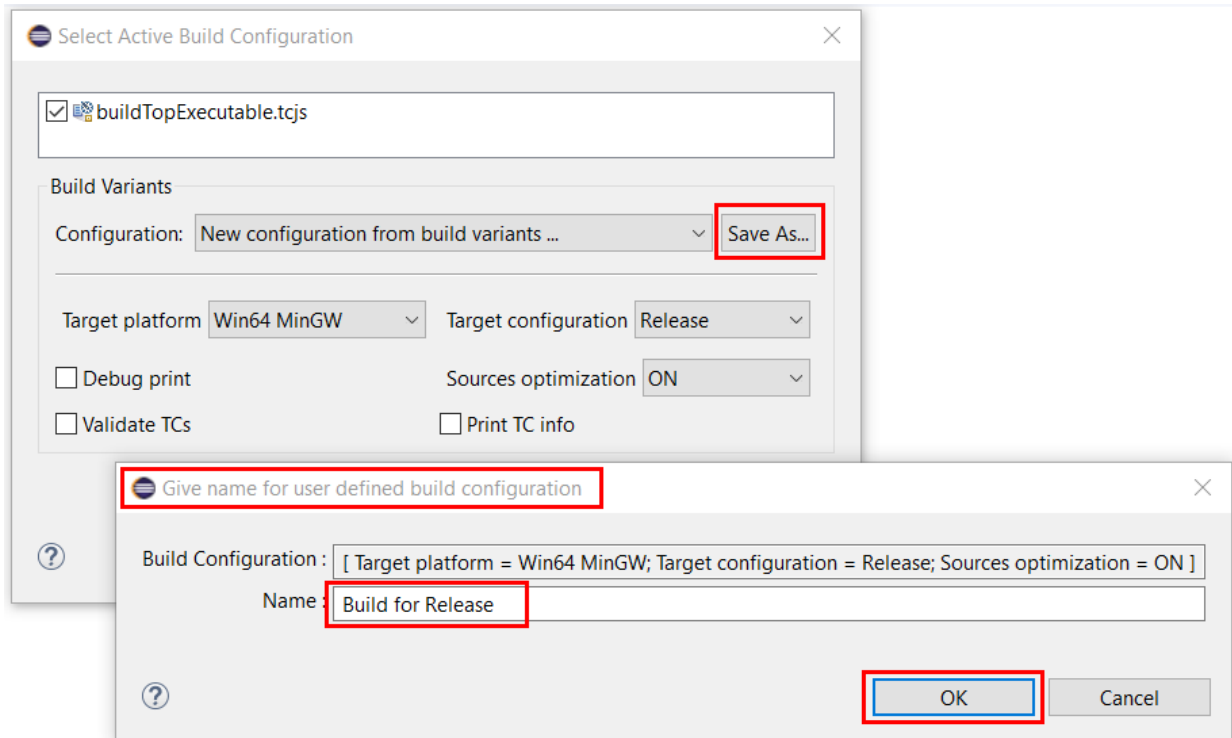 Select Active Build Configuration
buildTopExecutable.tcjs
Build Variants
Configuration: New configuration from build variants ... Save As...
Target platform Win64 MinGW Target configuration Release
Debug print Sources optimization ON
Validate TCs Print TC info
Give name for user defined build configuration
Build Configuration : [ Target platform = Win64 MinGW; Target configuration = Release; Sources optimization = ON ]
Name : Build for Release
OK Cancel